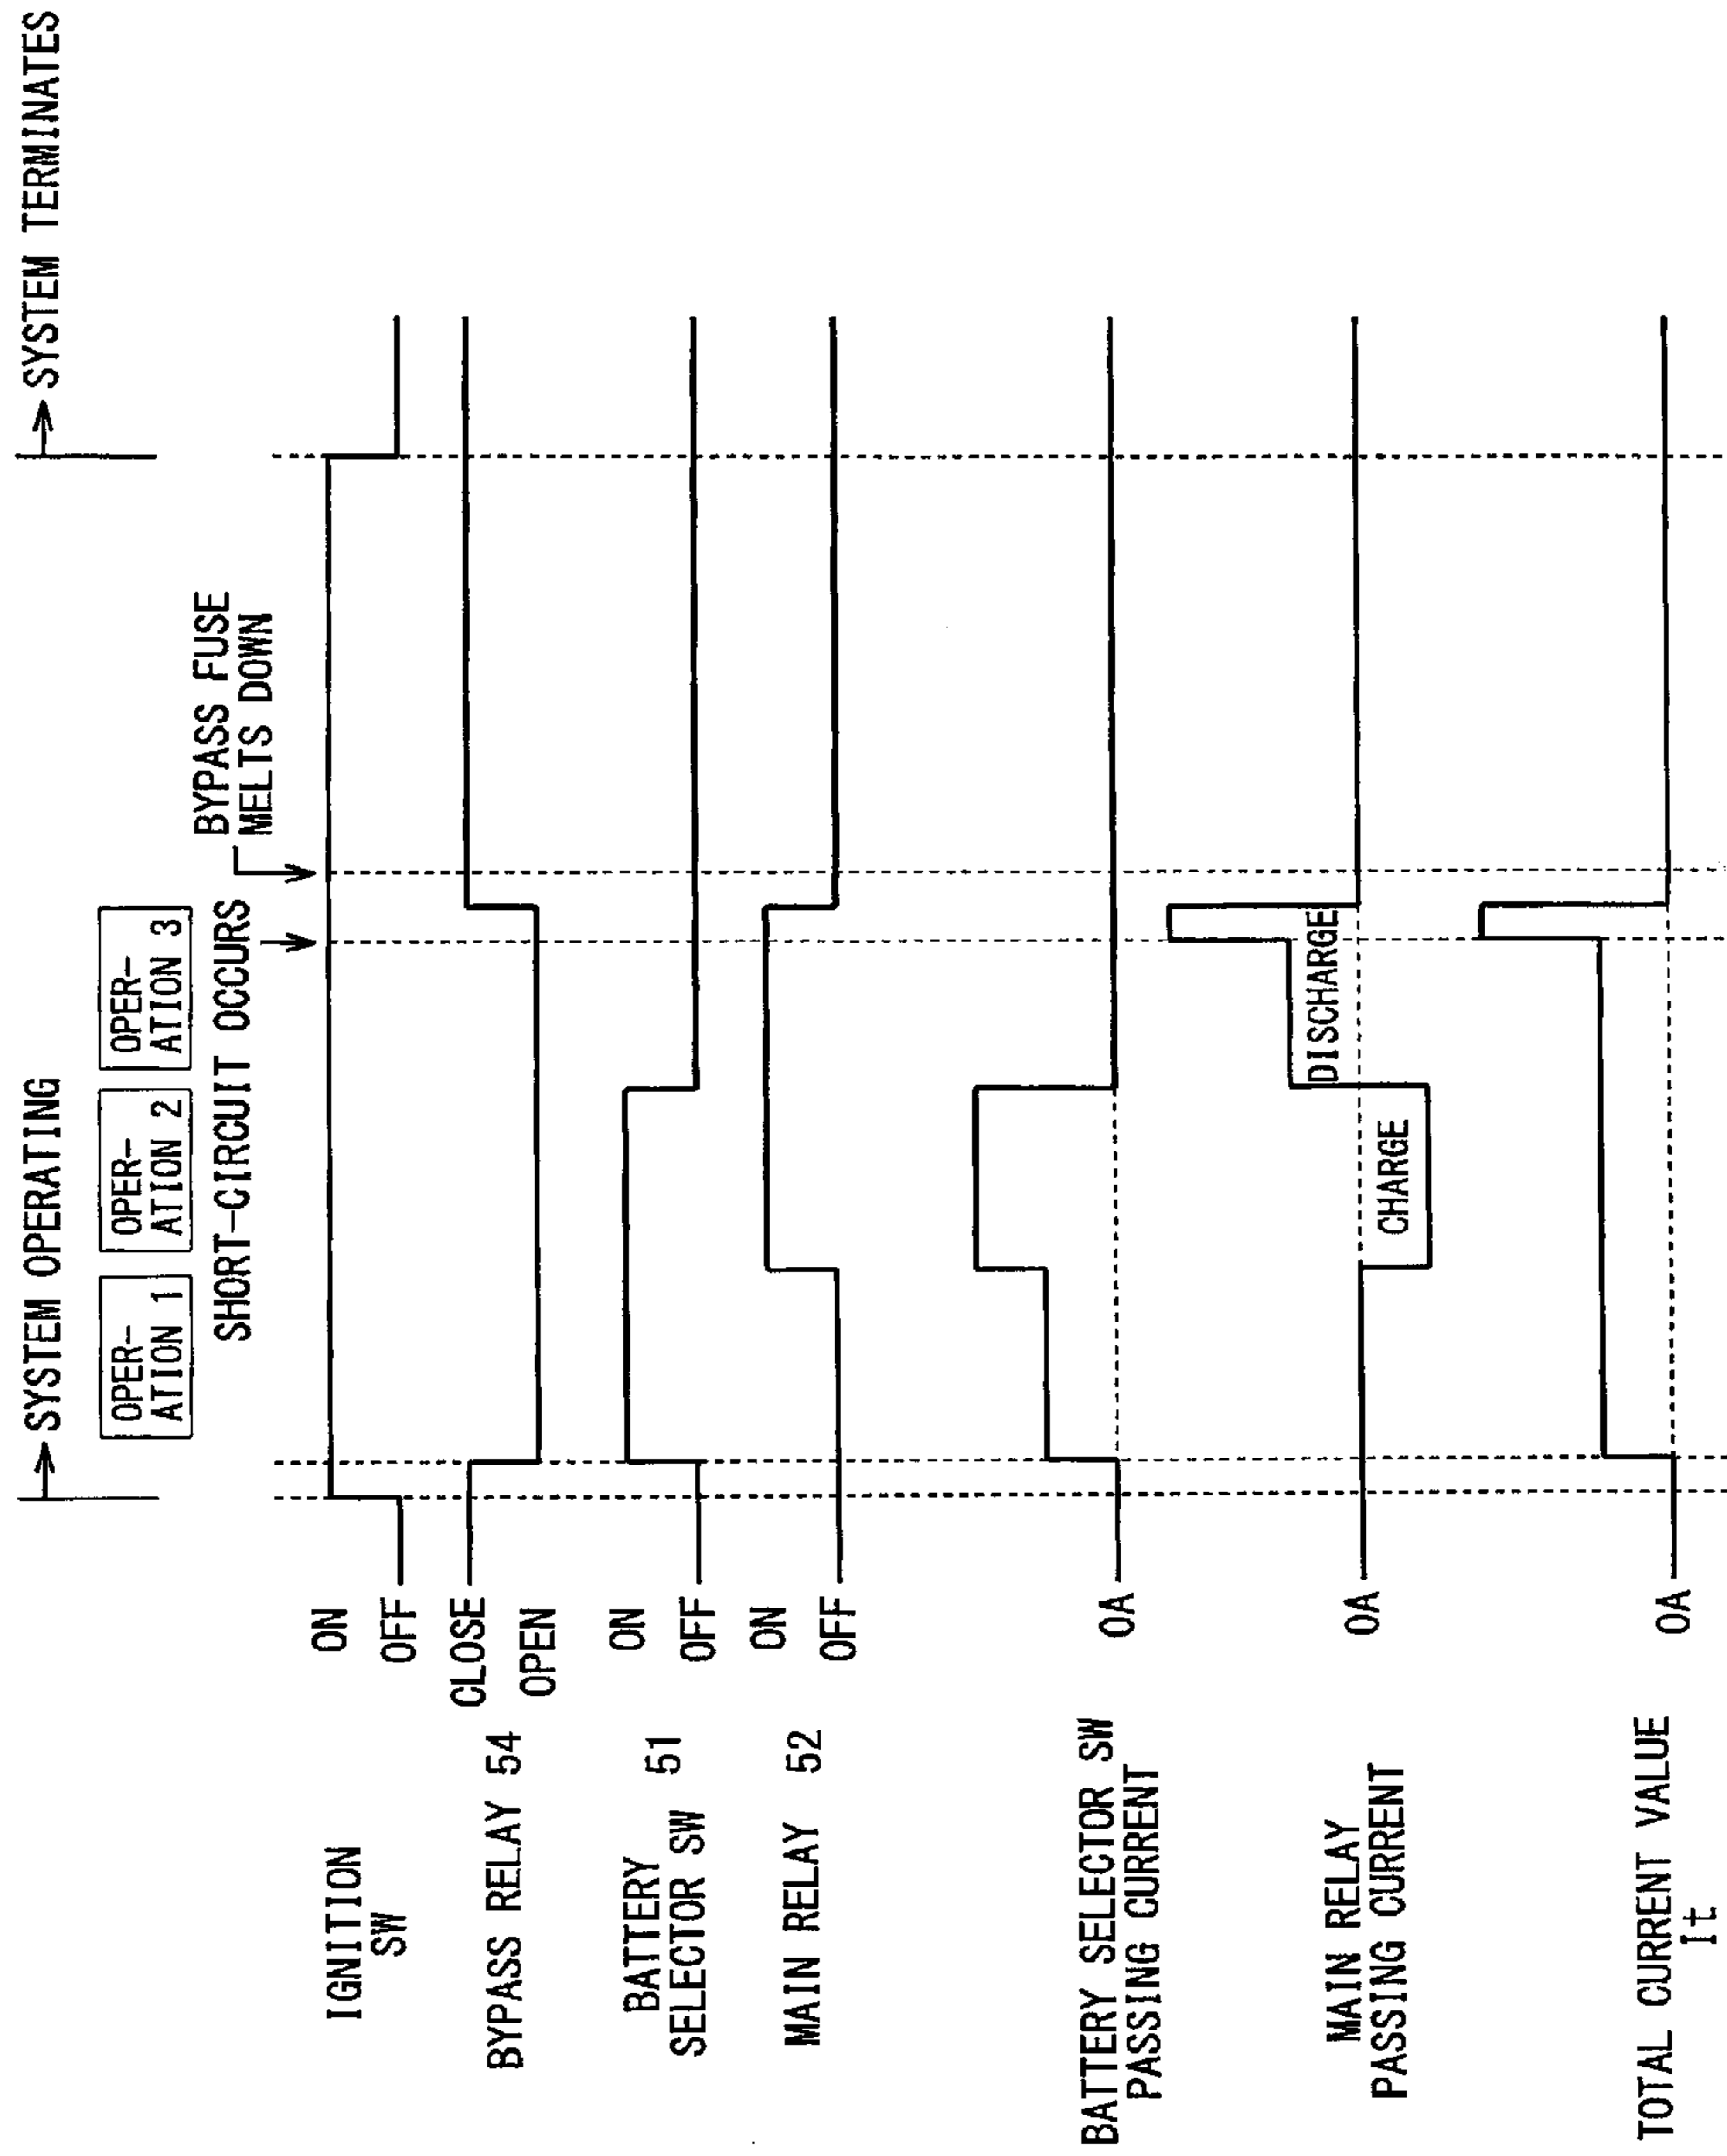 SYSTEM OPERATING
SYSTEM TERMINATES
OPER-
ATION 1
OPER-
ATION 2
OPER-
ATION 3
SHORT-CIRCUIT OCCURS
BYPASS FUSE
MELTS DOWN
IGNITION
SW
ON
OFF
BYPASS RELAY 54
CLOSE
OPEN
BATTERY
SELECTOR SW 51
ON
OFF
MAIN RELAY 52
ON
OFF
BATTERY SELECTOR SW
PASSING CURRENT
0A
MAIN RELAY
PASSING CURRENT
0A
CHARGE
DISCHARGE
TOTAL CURRENT VALUE
It
0A